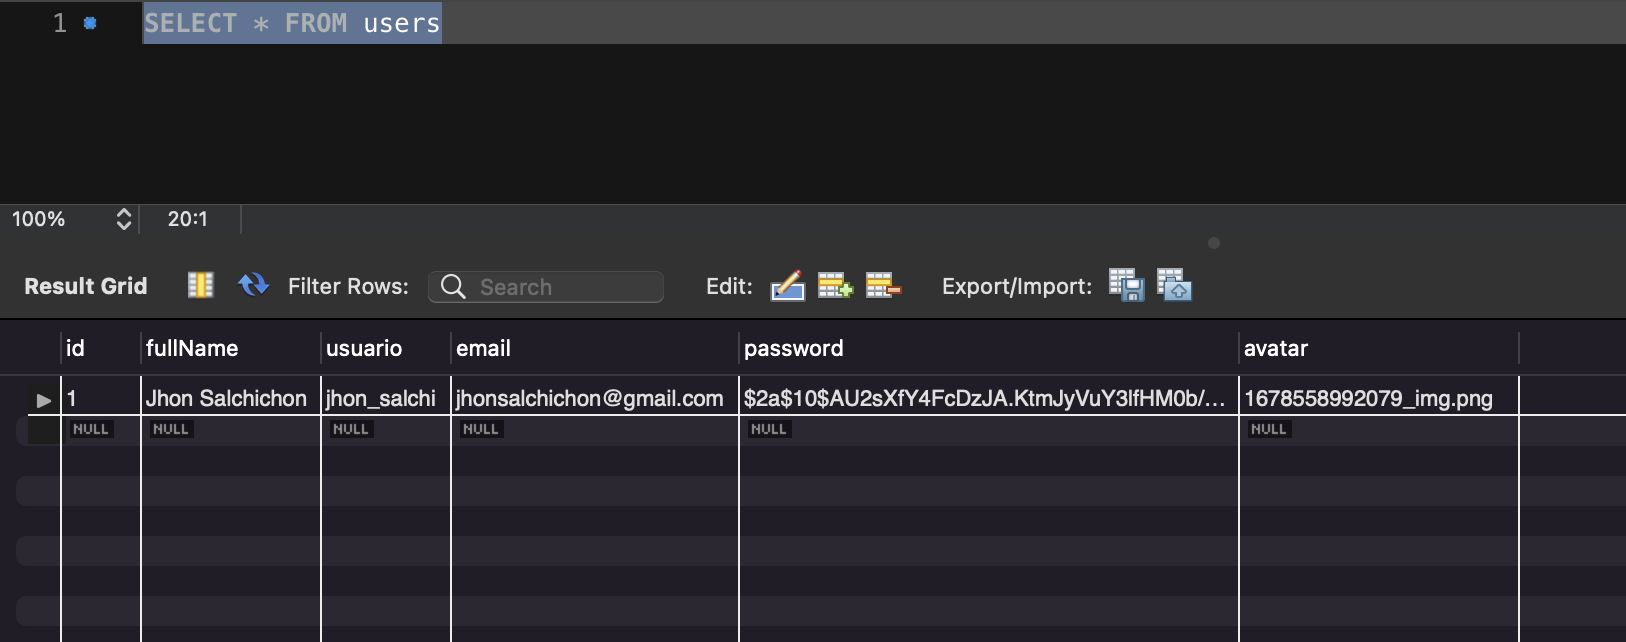 1 SELECT * FROM users
100% 20:1
Result Grid Filter Rows: Search Edit: Export/Import:
id fullName usuario email password avatar
1 Jhon Salchichon jhon_salchi jhonsalchichon@gmail.com $2a$10$AU2sXfY4FcDzJA.KtmJyVuY3lfHM0b/... 1678558992079_img.png
NULL NULL NULL NULL NULL NULL